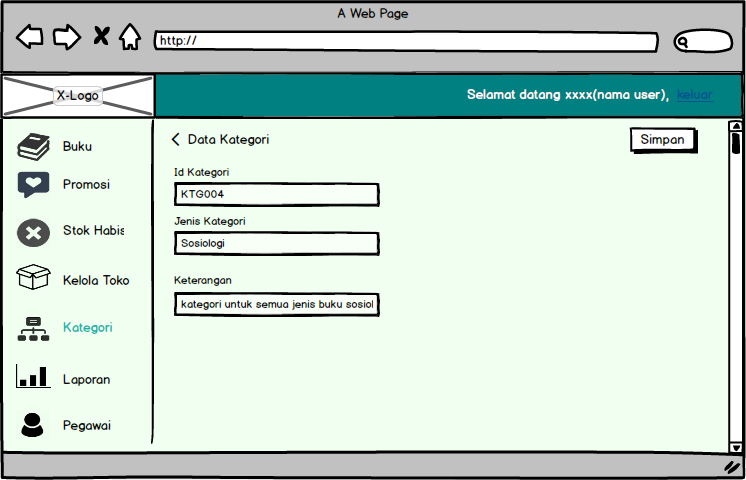 A Web Page
http://
X-Logo
Selamat datang xxxx(nama user), keluar
Buku
Promosi
Stok Habis
Kelola Toko
Kategori
Laporan
Pegawai
Data Kategori
Simpan
Id Kategori
KTG004
Jenis Kategori
Sosiologi
Keterangan
kategori untuk semua jenis buku sosiol